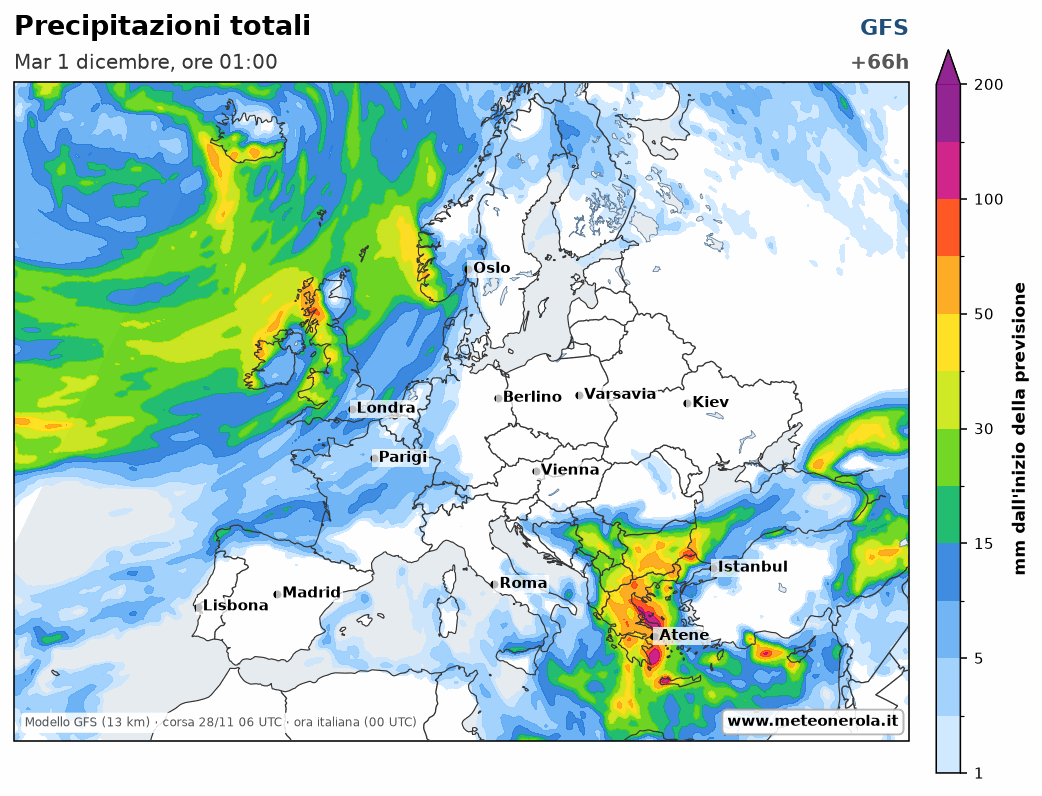 Precipitazioni totali
GFS
Mar 1 dicembre, ore 01:00
+66h
200
100
50
30
15
5
1
mm dall'inizio della previsione
Oslo
Berlino
Varsavia
Kiev
Londra
Parigi
Vienna
Istanbul
Roma
Madrid
Lisbona
Atene
Modello GFS (13 km) · corsa 28/11 06 UTC · ora italiana (00 UTC)
www.meteonerola.it